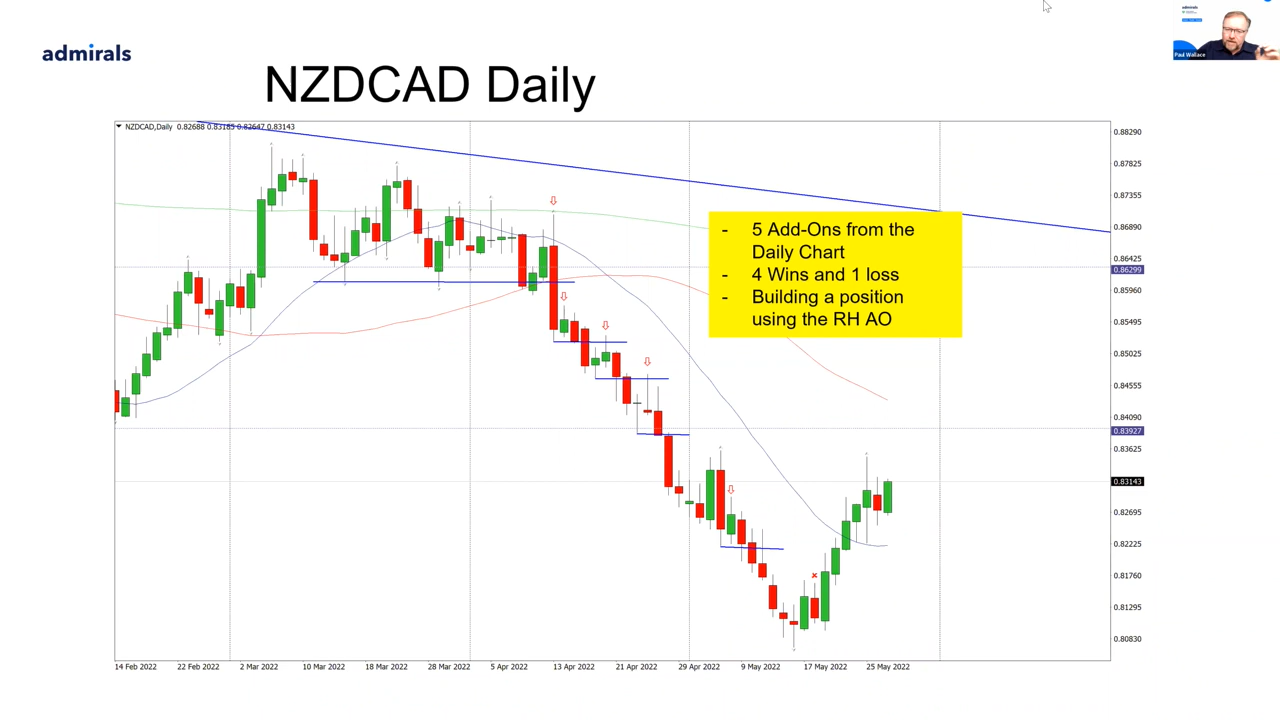 admirals
Paul Wallace
admirals
NZDCAD Daily
NZDCAD,Daily 0.82688 0.83185 0.82647 0.83143
0.88290
0.87825
0.87355
0.86890
0.86425
0.86299
0.85960
0.85495
0.85025
0.84555
0.84090
0.83927
0.83625
0.83143
0.82695
0.82225
0.81760
0.81295
0.80830
- 5 Add-Ons from the
Daily Chart
- 4 Wins and 1 loss
- Building a position
using the RH AO
14 Feb 2022 22 Feb 2022 2 Mar 2022 10 Mar 2022 18 Mar 2022 28 Mar 2022 5 Apr 2022 13 Apr 2022 21 Apr 2022 29 Apr 2022 9 May 2022 17 May 2022 25 May 2022